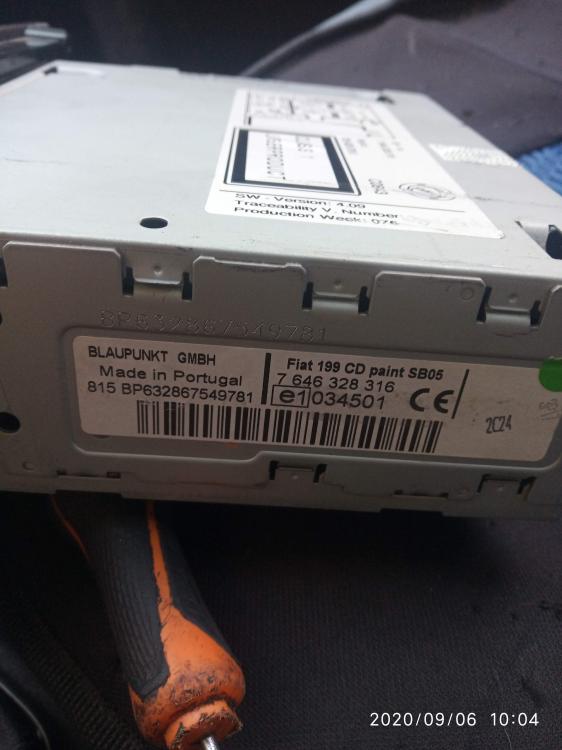 SW - Version: 4.09
Traceability V. Number
Production Week: 076
BP632867549781
BLAUPUNKT GMBH
Made in Portugal
815 BP632867549781
Fiat 199 CD paint SB05
7 646 328 316
e1 034501 CE
2C24
2020/09/06 10:04